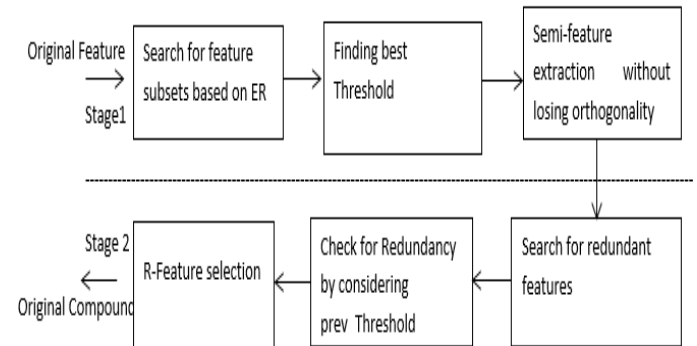 Original Feature
Stage1
Search for feature
subsets based on ER
Finding best
Threshold
Semi-feature
extraction without
losing orthogonality
Stage 2
Original Compound
R-Feature selection
Check for Redundancy
by considering
prev Threshold
Search for redundant
features